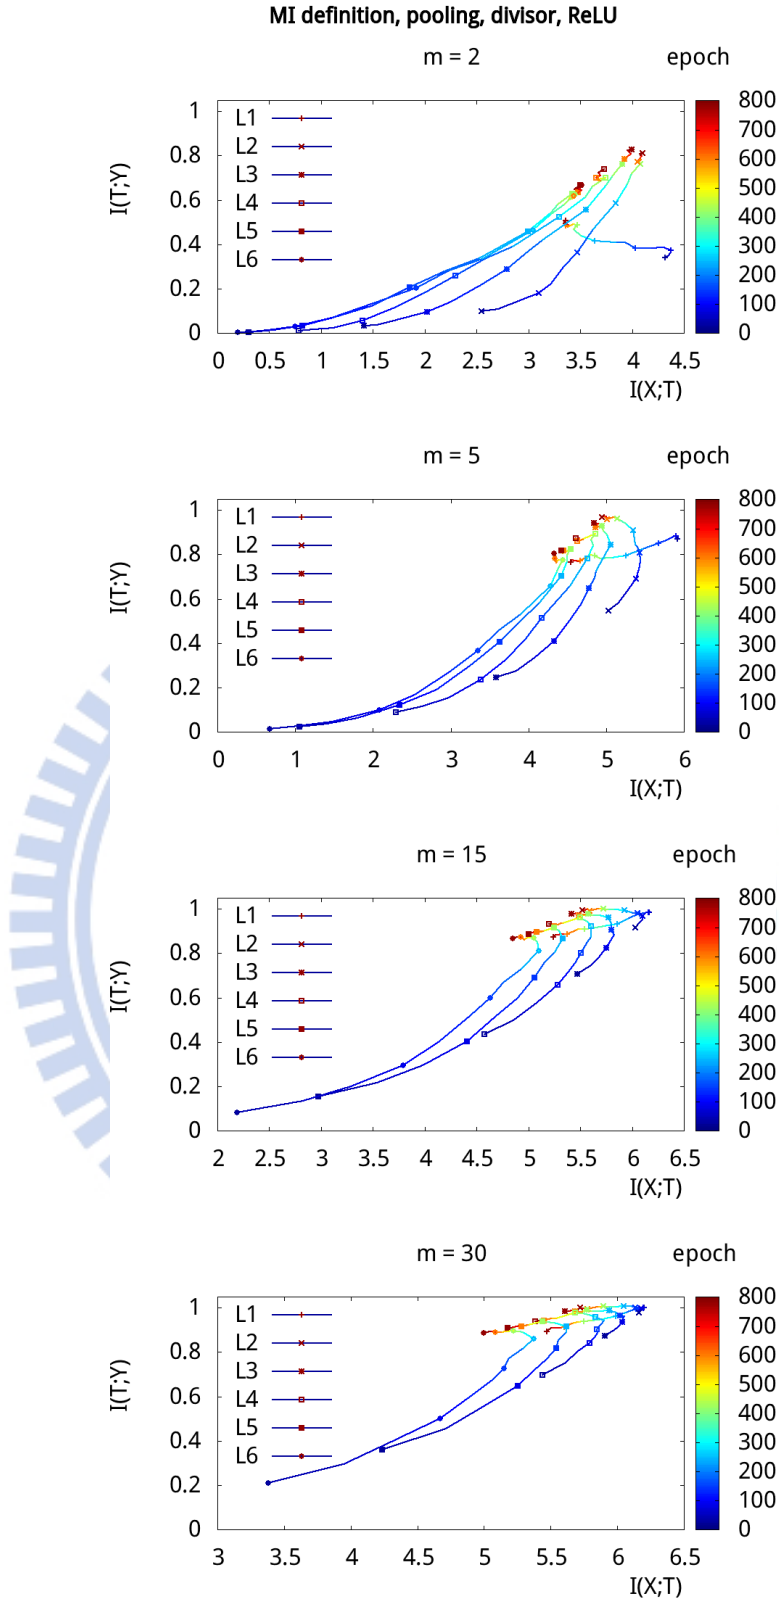 MI definition, pooling, divisor, ReLU
m = 2 epoch
I(T;Y)
1
0.8
0.6
0.4
0.2
0
L1
L2
L3
L4
L5
L6
0 0.5 1 1.5 2 2.5 3 3.5 4 4.5
I(X;T)
800
700
600
500
400
300
200
100
0
m = 5 epoch
I(T;Y)
1
0.8
0.6
0.4
0.2
0
L1
L2
L3
L4
L5
L6
0 1 2 3 4 5 6
I(X;T)
800
700
600
500
400
300
200
100
0
m = 15 epoch
I(T;Y)
1
0.8
0.6
0.4
0.2
0
L1
L2
L3
L4
L5
L6
2 2.5 3 3.5 4 4.5 5 5.5 6 6.5
I(X;T)
800
700
600
500
400
300
200
100
0
m = 30 epoch
I(T;Y)
1
0.8
0.6
0.4
0.2
0
L1
L2
L3
L4
L5
L6
3 3.5 4 4.5 5 5.5 6 6.5
I(X;T)
800
700
600
500
400
300
200
100
0